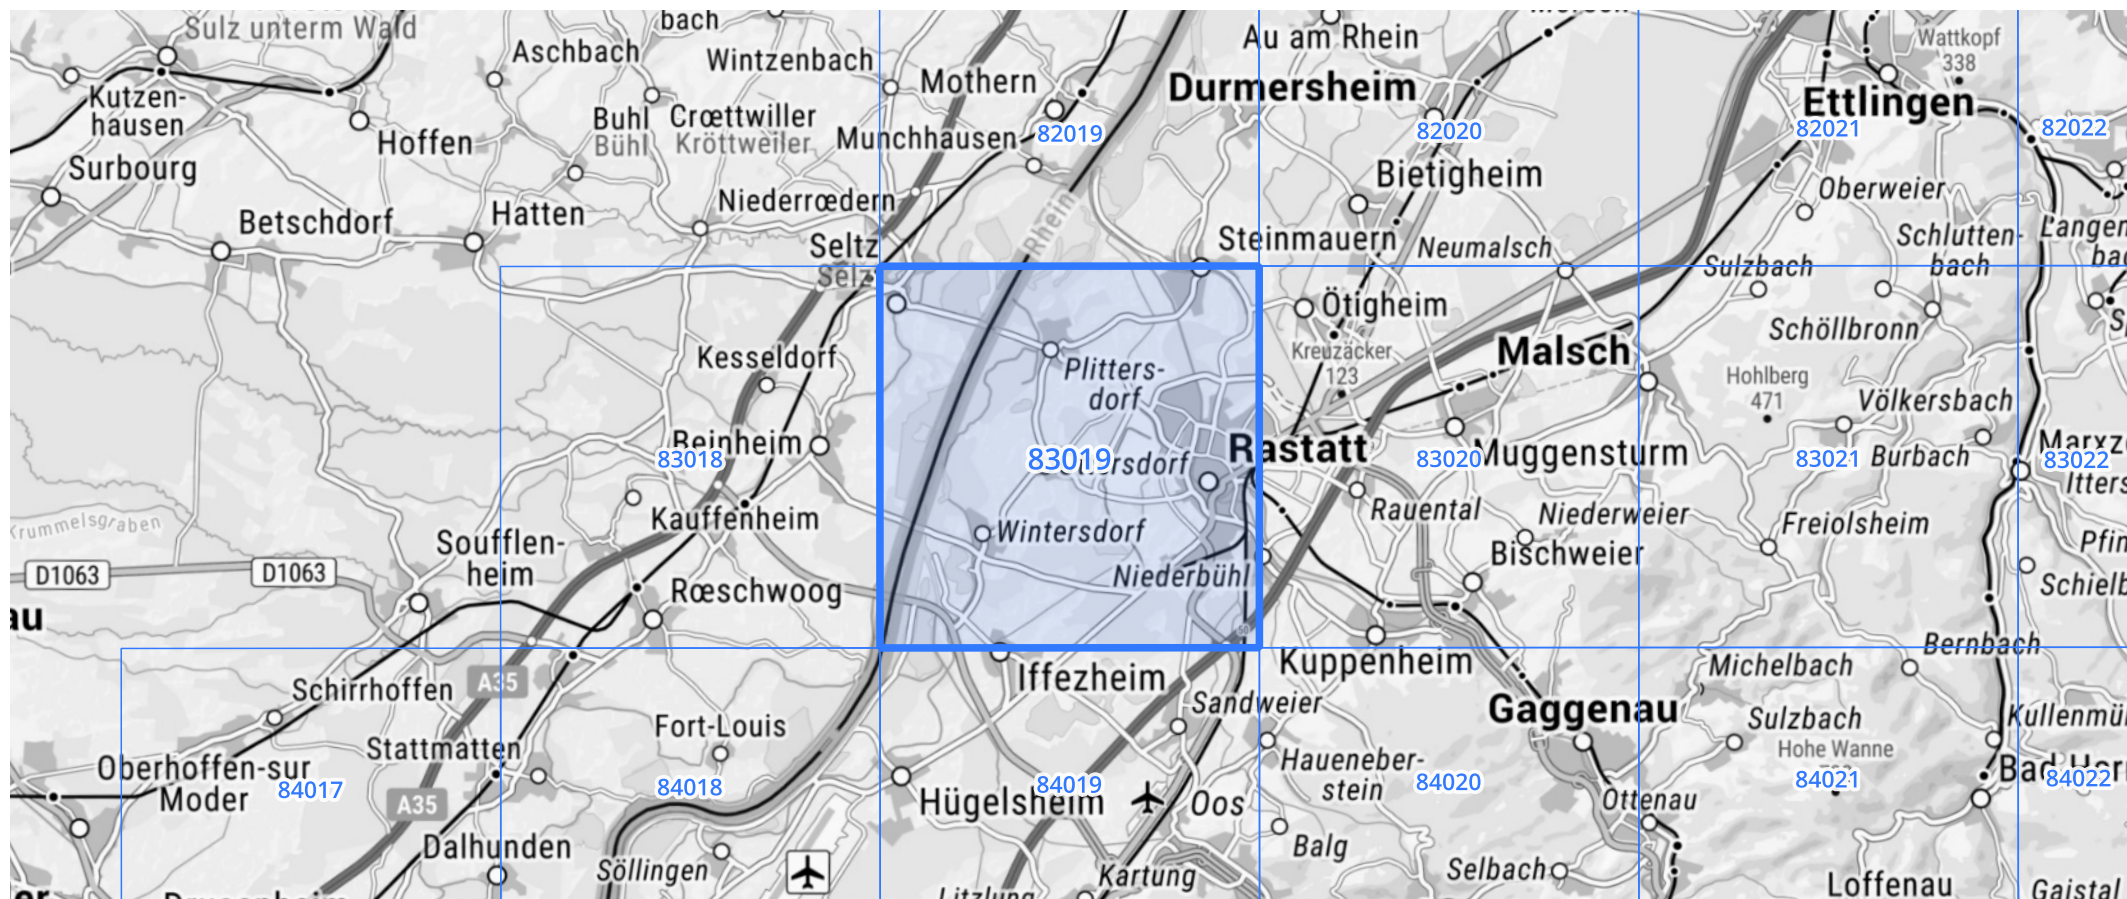 Sulz unterm Wald
bach
Aschbach
Wintzenbach
Mothern
Au am Rhein
Wattkopf
338
Durmersheim
Ettlingen
Kutzen-
hausen
Hoffen
Buhl
Bühl
Crœttwiller
Kröttweiler
Munchhausen
82019
82020
82021
82022
Surbourg
Bietigheim
Oberweier
Betschdorf
Hatten
Niederrœdern
Rhein
Seltz
Selz
Steinmauern
Neumalsch
Schlutten-
bach
Sulzbach
Ötigheim
Schöllbronn
Kesseldorf
Plitters-
dorf
Kreuzäcker
123
Malsch
Hohlberg
471
Völkersbach
Beinheim
83018
83019
Rastatt
83020
Muggensturm
83021
Burbach
83022
Krummelsgraben
Kauffenheim
Wintersdorf
Rauental
Niederweier
Freiolsheim
Soufflen-
heim
Bischweier
D1063
D1063
Rœschwoog
Niederbühl
50
au
Bernbach
Schirrhoffen
A35
Iffezheim
Kuppenheim
Michelbach
Sandweier
Gaggenau
Sulzbach
Fort-Louis
Stattmatten
Haueneber-
stein
Hohe Wanne
Oberhoffen-sur
Moder
84017
84018
84019
84020
84021
84022
A35
Hügelsheim
Oos
Ottenau
Dalhunden
Söllingen
Balg
Selbach
Kartung
Loffenau
Gaistal